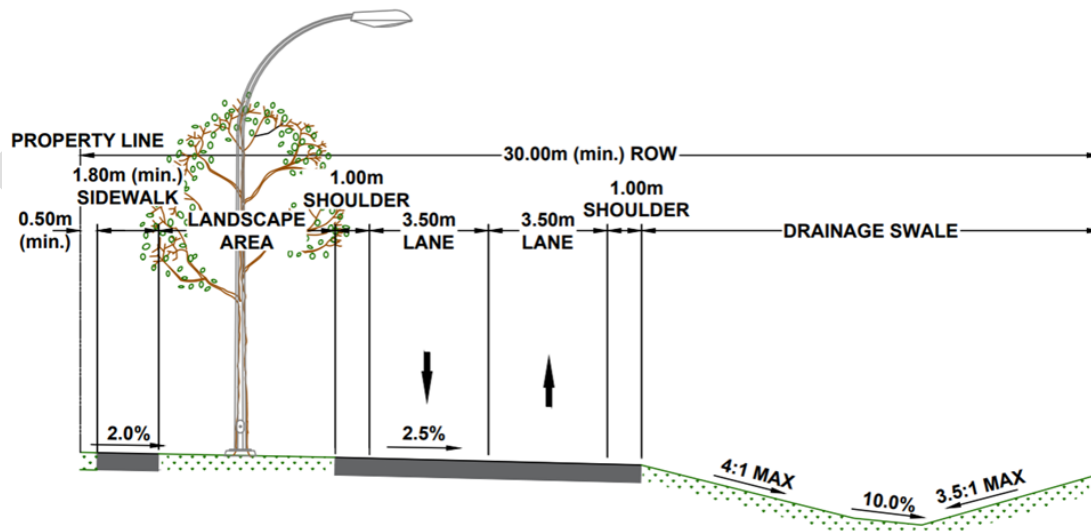 PROPERTY LINE
30.00m (min.) ROW
1.80m (min.)
SIDEWALK
0.50m
(min.)
LANDSCAPE
AREA
1.00m
SHOULDER
3.50m
LANE
3.50m
LANE
1.00m
SHOULDER
DRAINAGE SWALE
2.0%
2.5%
4:1 MAX
10.0%
3.5:1 MAX